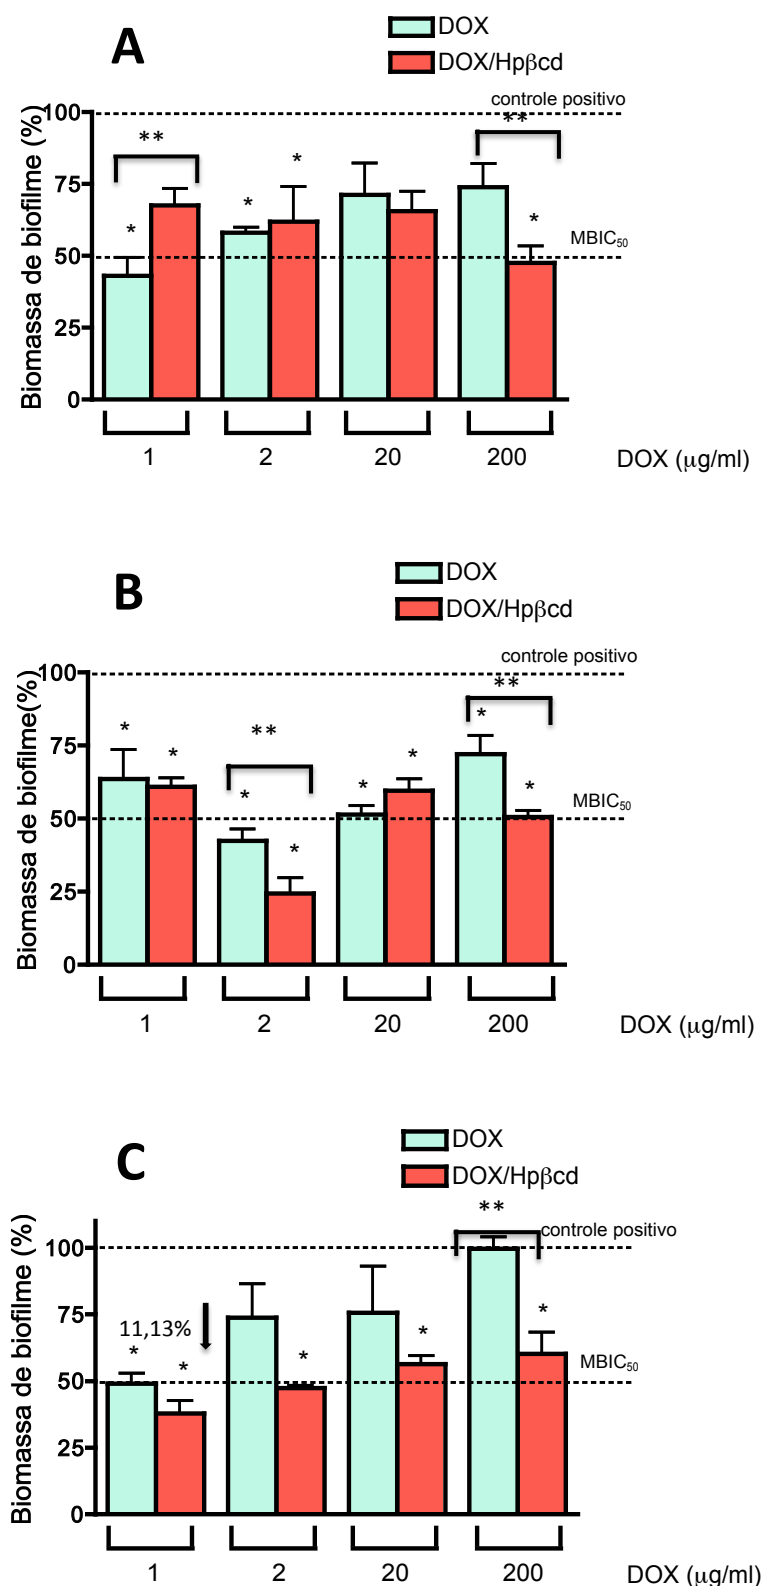 A
DOX
DOX/Hpβcd
Biomassa de biofilme (%)
controle positivo
100
75
50
25
0
**
*
*
*
**
*
MBIC50
1
2
20
200
DOX (μg/ml)
B
DOX
DOX/Hpβcd
Biomassa de biofilme(%)
controle positivo
100
75
50
25
0
*
*
**
*
*
*
*
**
*
*
MBIC50
1
2
20
200
DOX (μg/ml)
C
DOX
DOX/Hpβcd
Biomassa de biofilme (%)
**
controle positivo
100
75
50
25
0
11,13%
*
*
*
*
*
MBIC50
1
2
20
200
DOX (μg/ml)